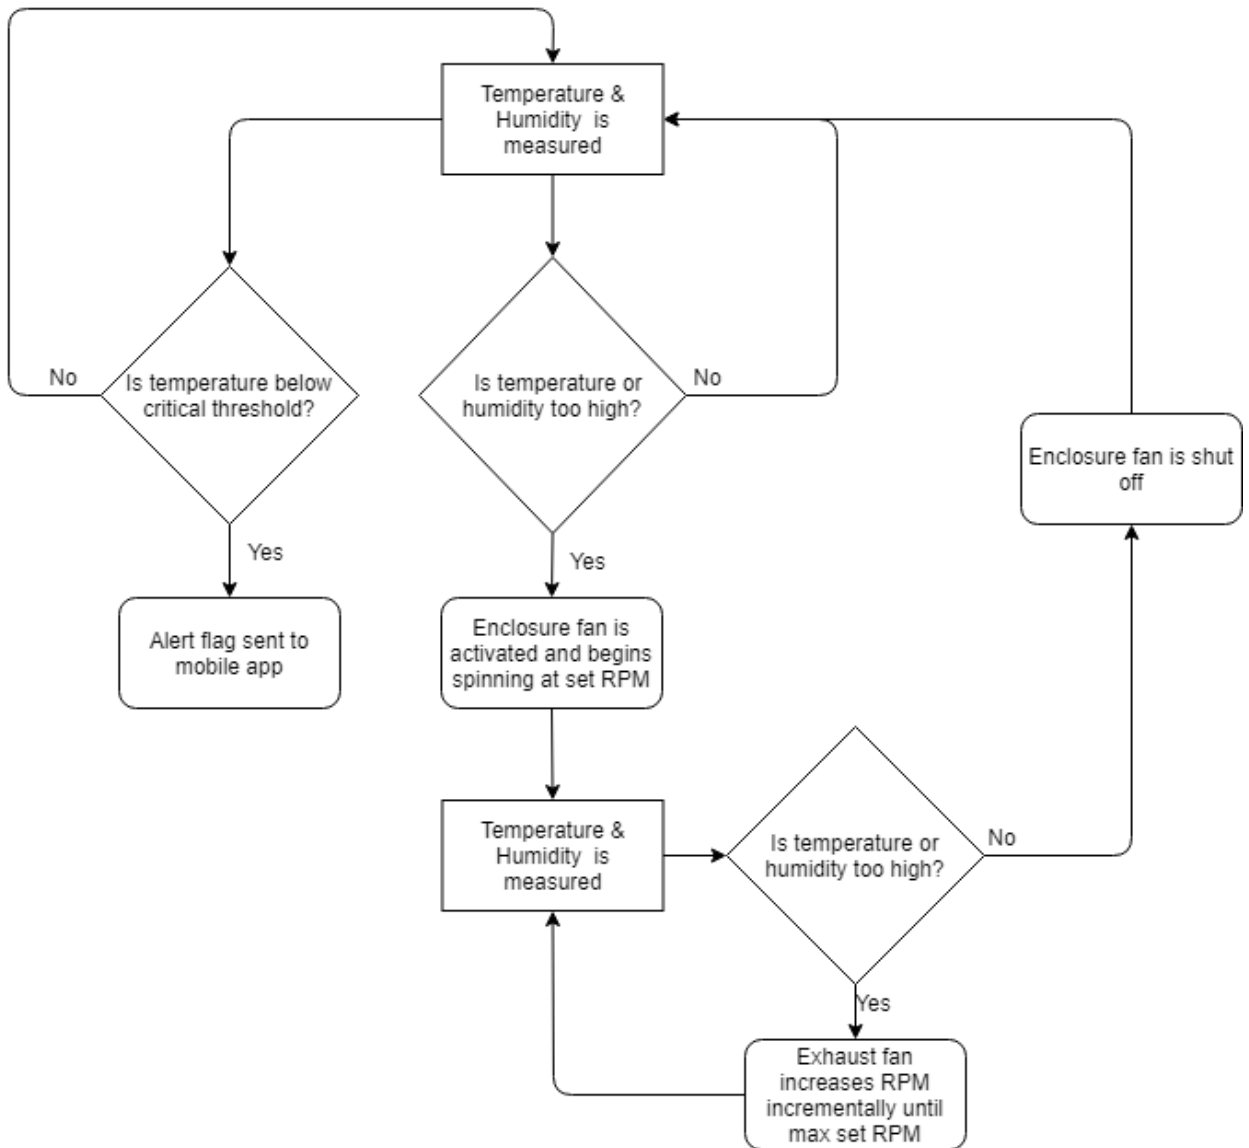 Temperature &
Humidity is
measured
No
Is temperature below
critical threshold?
Is temperature or
humidity too high?
No
Enclosure fan is shut
off
Yes
Yes
Alert flag sent to
mobile app
Enclosure fan is
activated and begins
spinning at set RPM
Temperature &
Humidity is
measured
Is temperature or
humidity too high?
No
Yes
Exhaust fan
increases RPM
incrementally until
max set RPM